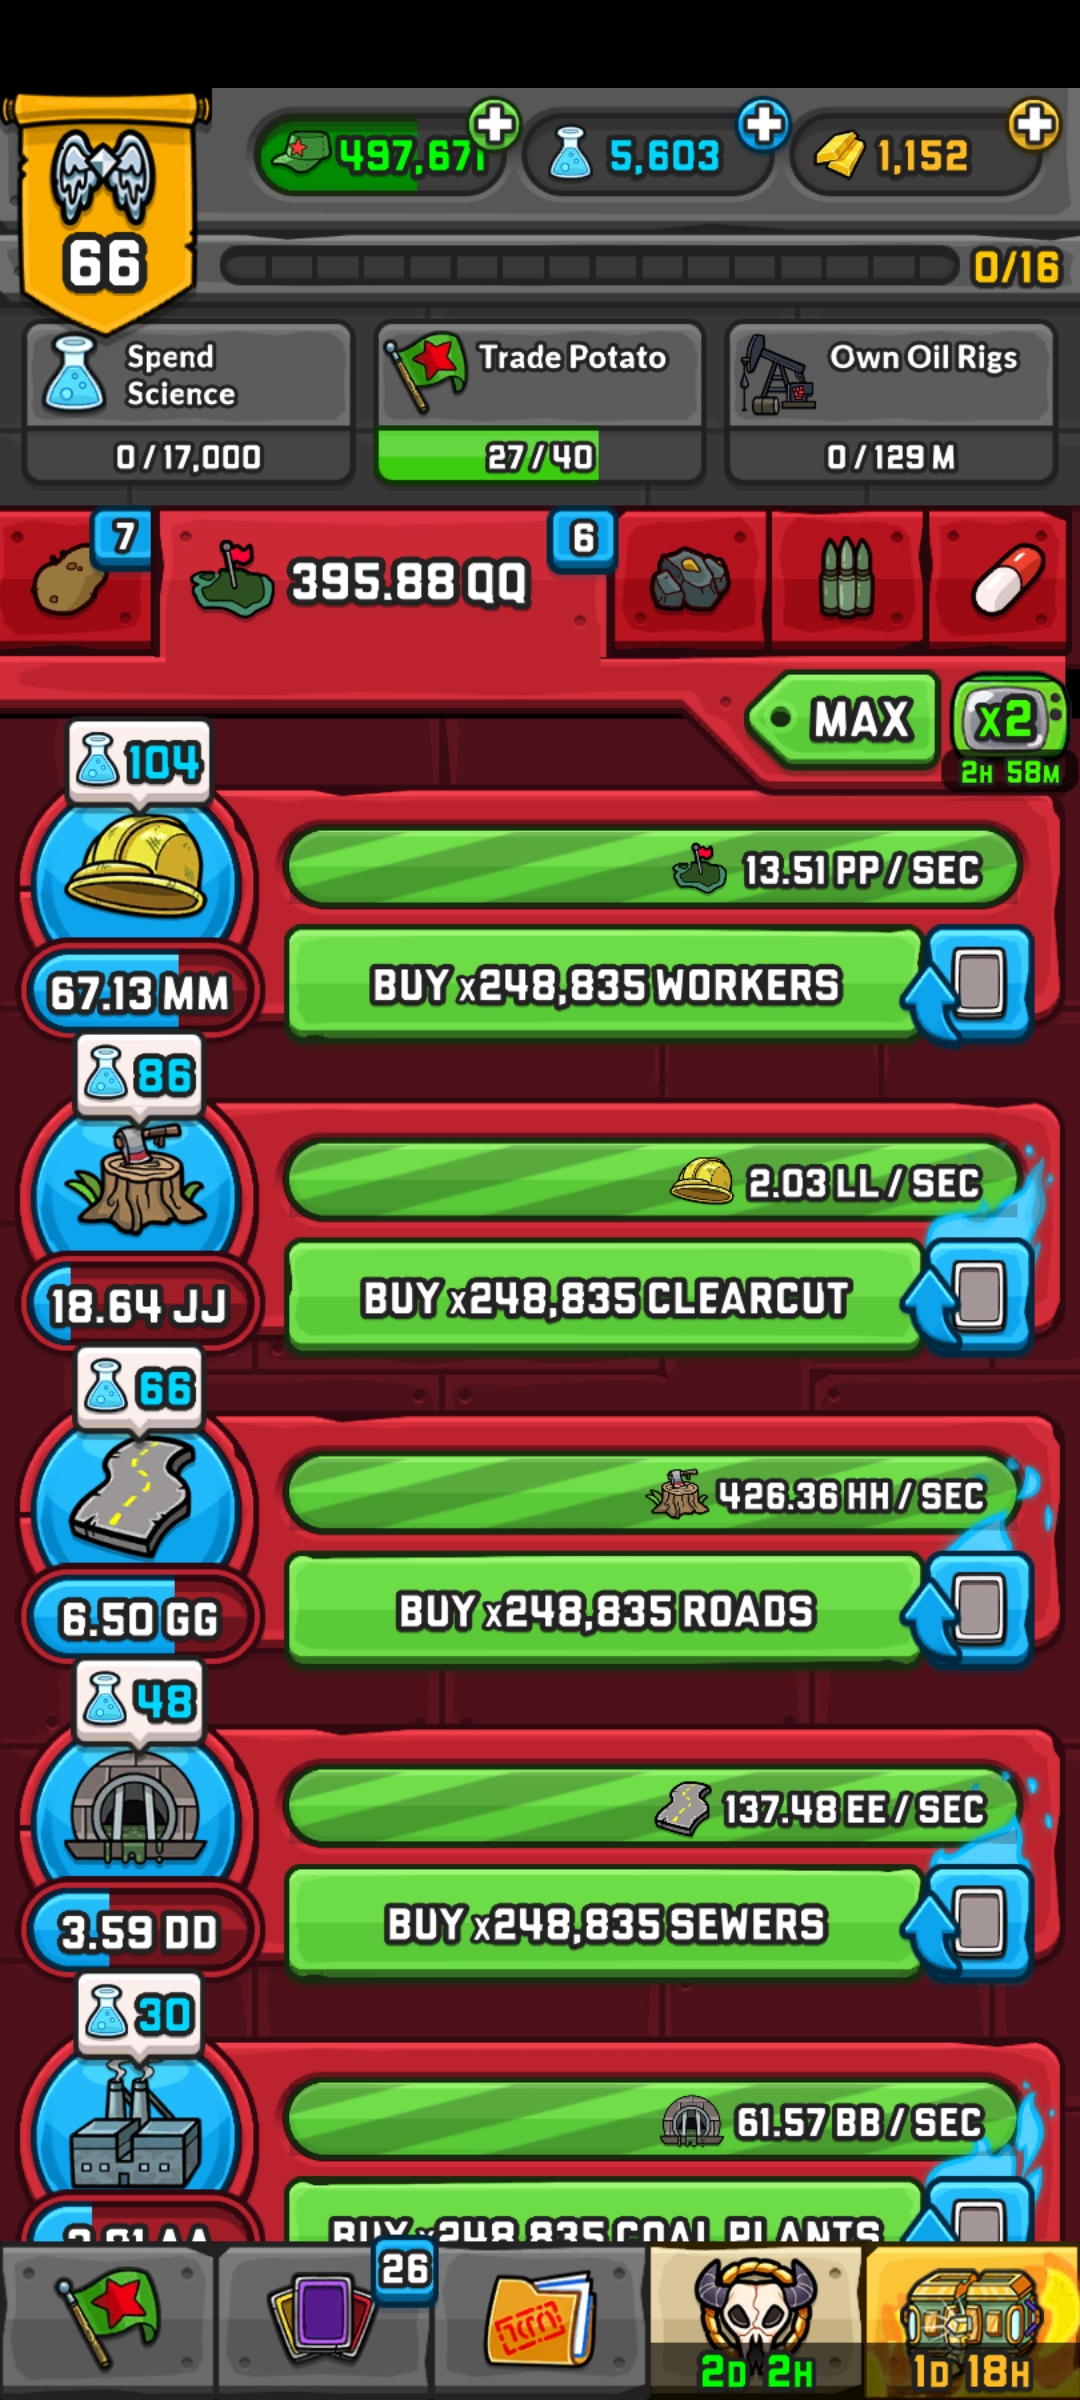 66
497,671
5,603
1,152
0/16
Spend
Science
0/17,000
Trade Potato
27/40
Own Oil Rigs
0/129 M
7
395.88 QQ
6
MAX
x2
2H 58M
104
13.51 PP / SEC
67.13 MM
BUY x248,835 WORKERS
86
2.03 LL / SEC
18.64 JJ
BUY x248,835 CLEARCUT
66
426.36 HH / SEC
6.50 GG
BUY x248,835 ROADS
48
137.48 EE / SEC
3.59 DD
BUY x248,835 SEWERS
30
61.57 BB / SEC
BUY x248,835 COAL PLANTS
26
2D 2H
1D 18H